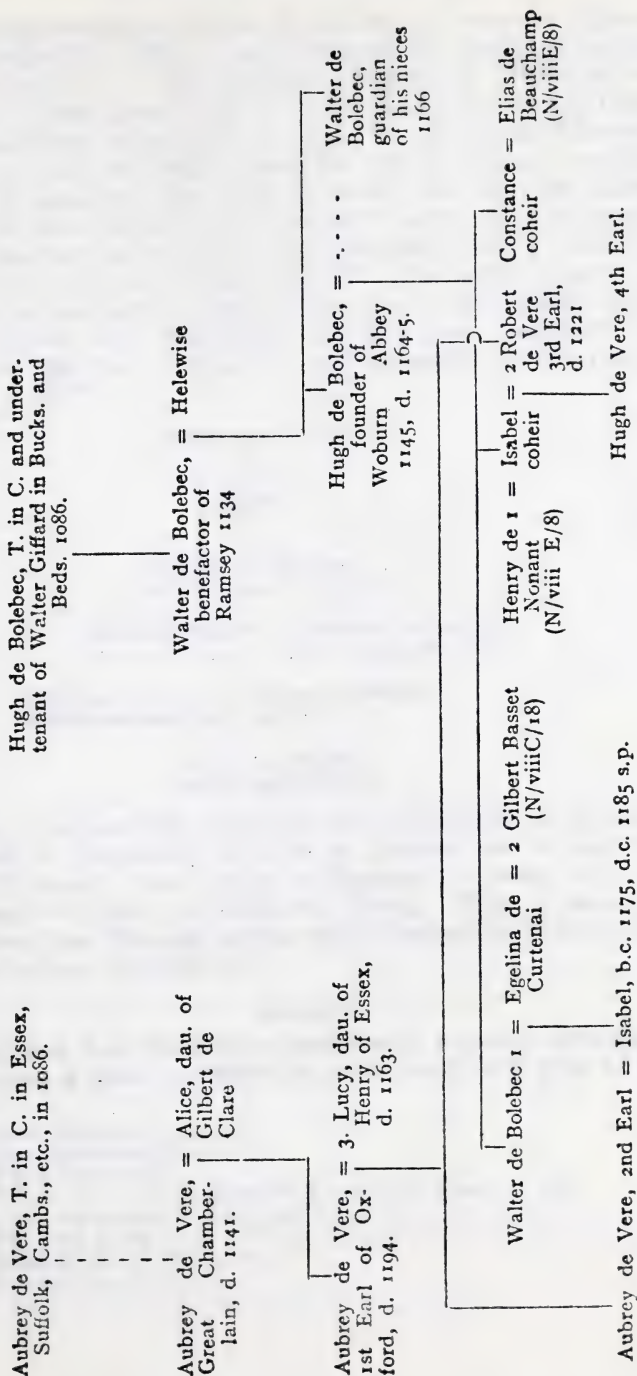 Aubrey de Vere, T. in C. in Essex,
Suffolk, Cambs., etc., in 1086.
Hugh de Bolebec, T. in C. and under-
tenant of Walter Giffard in Bucks. and
Beds. 1086.
Aubrey de Vere, = Alice, dau. of
Great Chamber- Gilbert de
lain, d. 1141. Clare
Walter de Bolebec, = Helewise
benefactor of
Ramsey 1134
Aubrey de Vere, = 3. Lucy, dau. of
1st Earl of Ox- Henry of Essex,
ford, d. 1194. d. 1163.
Hugh de Bolebec, = . . . .
founder of
Woburn Abbey
1145, d. 1164-5.
Walter de
Bolebec,
guardian
of his nieces
1166
Walter de Bolebec 1 = Egelina de = 2 Gilbert Basset
Curtenai (N/viiiC/18)
Henry de 1 = Isabel = 2 Robert
Nonant coheir de Vere
(N/viii E/8) 3rd Earl,
d. 1221
Constance = Elias de
coheir Beauchamp
(N/viiiE/8)
Aubrey de Vere, 2nd Earl = Isabel, b.c. 1175, d.c. 1185 s.p.
Hugh de Vere, 4th Earl.